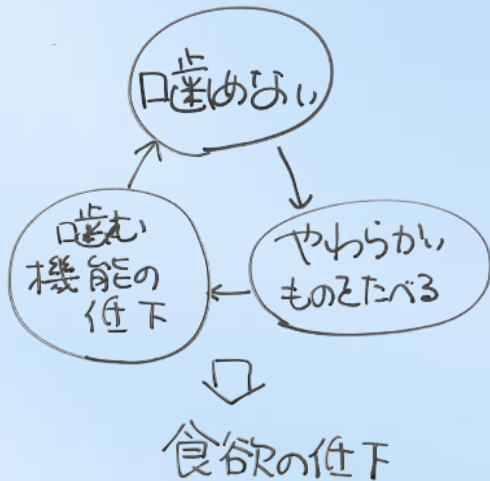 噛めない
やわらかい
ものをたべる
噛む
機能の
低下
食欲の低下